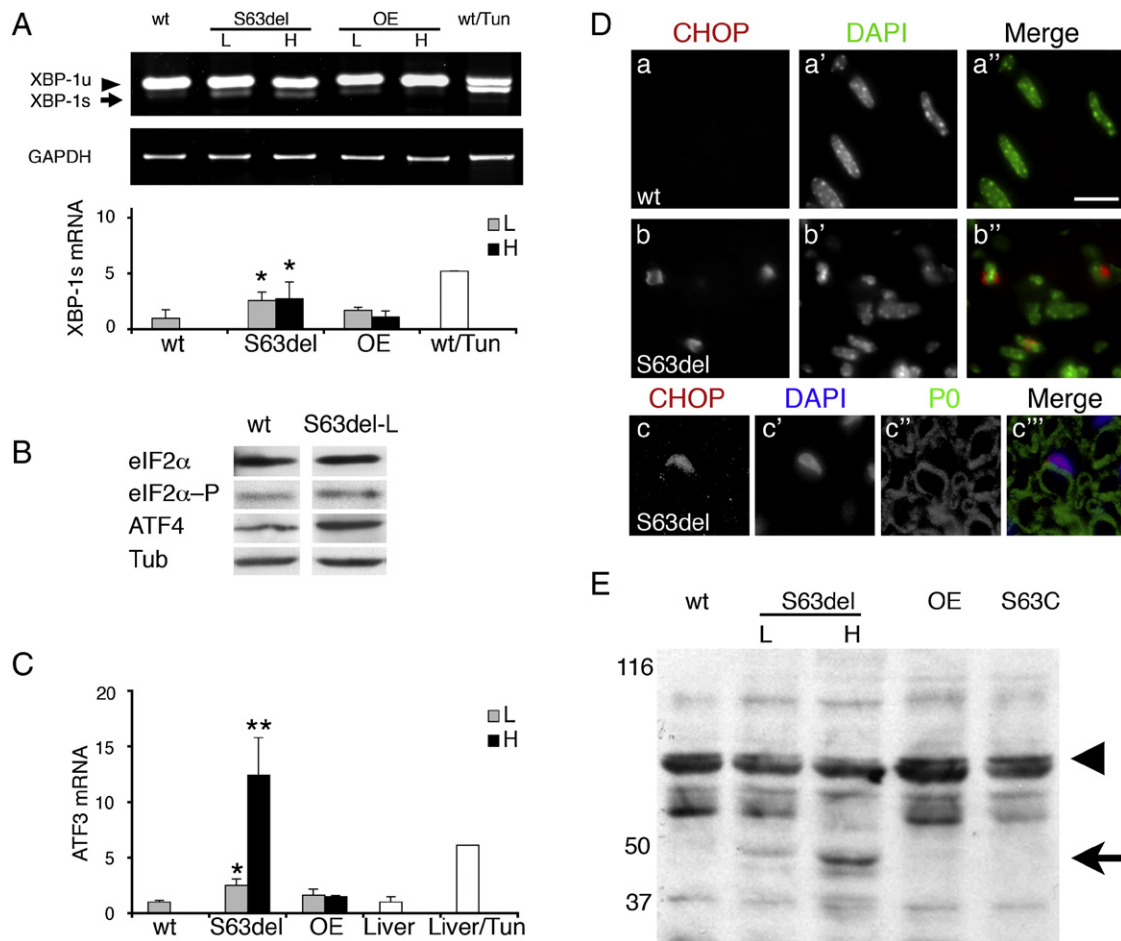 A
wt S63del OE wt/Tun
L H L H
XBP-1u
XBP-1s
GAPDH
XBP-1s mRNA
10
5
0
L
H
* *
wt S63del OE wt/Tun
B
wt S63del-L
eIF2α
eIF2α–P
ATF4
Tub
C
ATF3 mRNA
20
15
10
5
0
L
H
* **
wt S63del OE Liver Liver/Tun
D
CHOP DAPI Merge
a a' a''
wt
b b' b''
S63del
CHOP DAPI P0 Merge
c c' c'' c'''
S63del
E
wt S63del OE S63C
L H
116
50
37